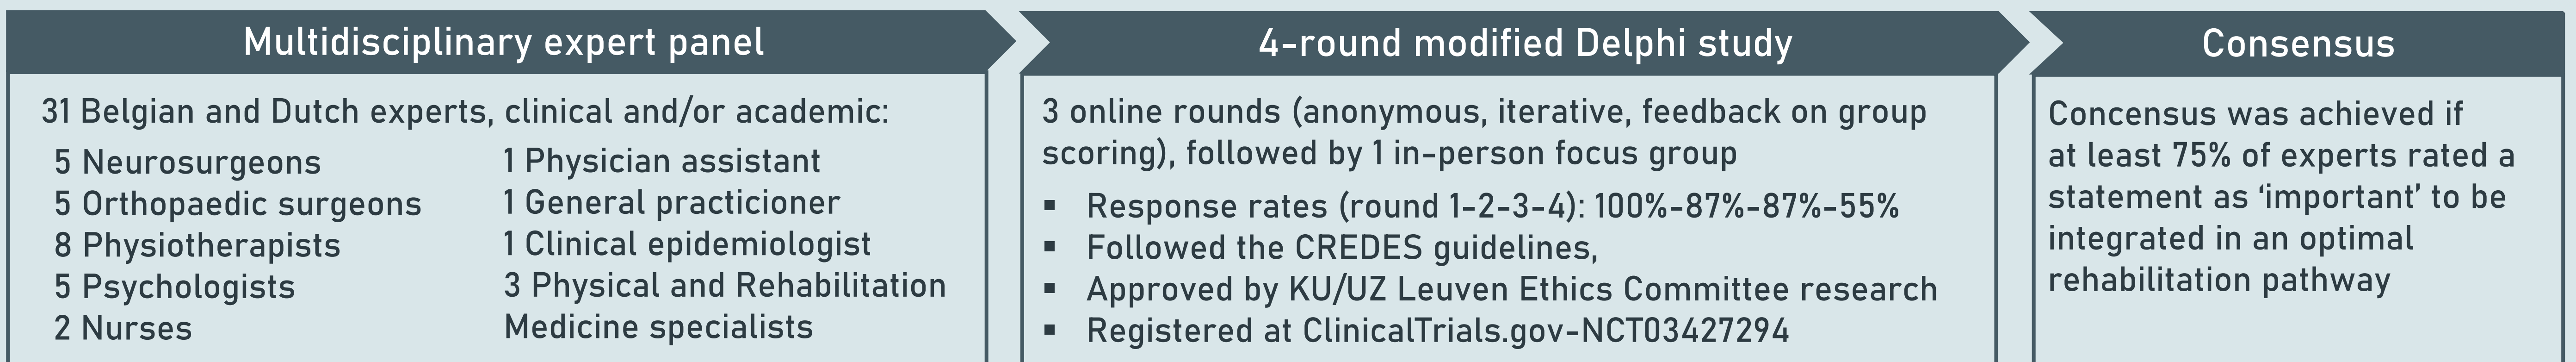 Multidisciplinary expert panel
31 Belgian and Dutch experts, clinical and/or academic:
5 Neurosurgeons
5 Orthopaedic surgeons
8 Physiotherapists
5 Psychologists
2 Nurses
1 Physician assistant
1 General practicioner
1 Clinical epidemiologist
3 Physical and Rehabilitation
Medicine specialists
4-round modified Delphi study
3 online rounds (anonymous, iterative, feedback on group
scoring), followed by 1 in-person focus group
▪ Response rates (round 1-2-3-4): 100%-87%-87%-55%
▪ Followed the CREDES guidelines,
▪ Approved by KU/UZ Leuven Ethics Committee research
▪ Registered at ClinicalTrials.gov-NCT03427294
Consensus
Concensus was achieved if
at least 75% of experts rated a
statement as ‘important’ to be
integrated in an optimal
rehabilitation pathway